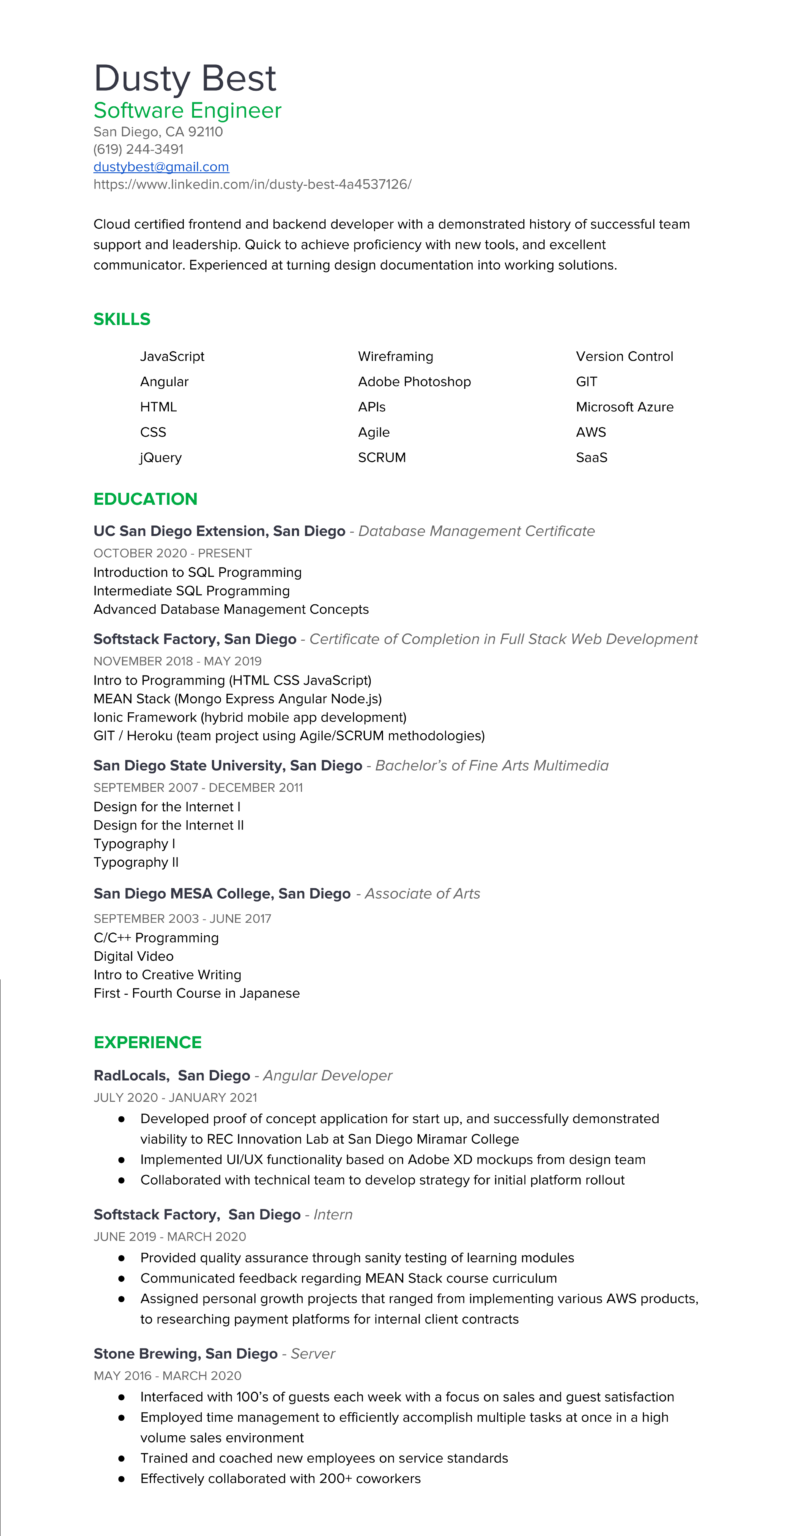 Dusty Best
Software Engineer
San Diego, CA 92110
(619) 244-3491
dustybest@gmail.com
https://www.linkedin.com/in/dusty-best-4a4537126/
Cloud certified frontend and backend developer with a demonstrated history of successful team
support and leadership. Quick to achieve proficiency with new tools, and excellent
communicator. Experienced at turning design documentation into working solutions.
SKILLS
JavaScript Wireframing Version Control
Angular Adobe Photoshop GIT
HTML APIs Microsoft Azure
CSS Agile AWS
jQuery SCRUM SaaS
EDUCATION
UC San Diego Extension, San Diego - Database Management Certificate
OCTOBER 2020 - PRESENT
Introduction to SQL Programming
Intermediate SQL Programming
Advanced Database Management Concepts
Softstack Factory, San Diego - Certificate of Completion in Full Stack Web Development
NOVEMBER 2018 - MAY 2019
Intro to Programming (HTML CSS JavaScript)
MEAN Stack (Mongo Express Angular Node.js)
Ionic Framework (hybrid mobile app development)
GIT / Heroku (team project using Agile/SCRUM methodologies)
San Diego State University, San Diego - Bachelor's of Fine Arts Multimedia
SEPTEMBER 2007 - DECEMBER 2011
Design for the Internet I
Design for the Internet II
Typography I
Typography II
San Diego MESA College, San Diego - Associate of Arts
SEPTEMBER 2003 - JUNE 2017
C/C++ Programming
Digital Video
Intro to Creative Writing
First - Fourth Course in Japanese
EXPERIENCE
RadLocals, San Diego - Angular Developer
JULY 2020 - JANUARY 2021
● Developed proof of concept application for start up, and successfully demonstrated
viability to REC Innovation Lab at San Diego Miramar College
● Implemented UI/UX functionality based on Adobe XD mockups from design team
● Collaborated with technical team to develop strategy for initial platform rollout
Softstack Factory, San Diego - Intern
JUNE 2019 - MARCH 2020
● Provided quality assurance through sanity testing of learning modules
● Communicated feedback regarding MEAN Stack course curriculum
● Assigned personal growth projects that ranged from implementing various AWS products,
to researching payment platforms for internal client contracts
Stone Brewing, San Diego - Server
MAY 2016 - MARCH 2020
● Interfaced with 100's of guests each week with a focus on sales and guest satisfaction
● Employed time management to efficiently accomplish multiple tasks at once in a high
volume sales environment
● Trained and coached new employees on service standards
● Effectively collaborated with 200+ coworkers